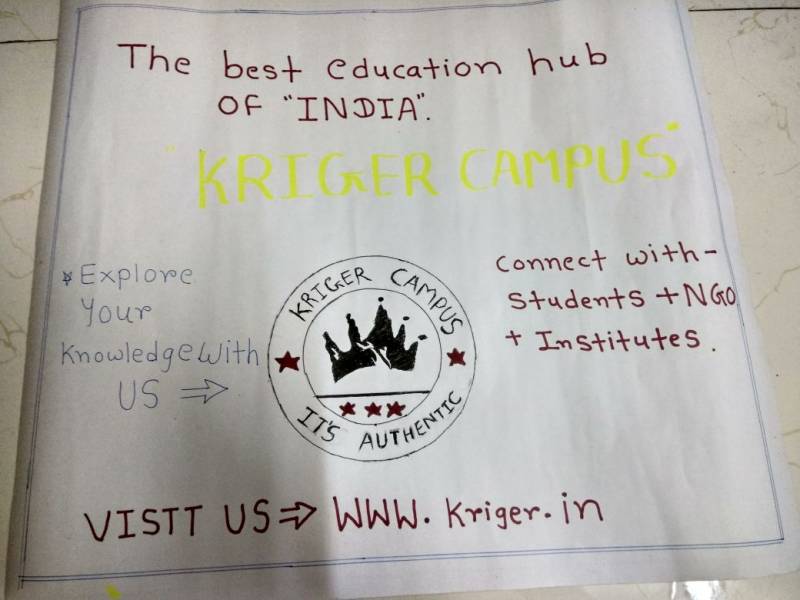 The best education hub
OF "INDIA".
"KRIGER CAMPUS"
Explore
Your
Knowledge With
US ⇒
KRIGER CAMPUS
IT'S AUTHENTIC
Connect with-
Students + NGO
+ Institutes.
VISTT US ⇒ WWW. Kriger.in